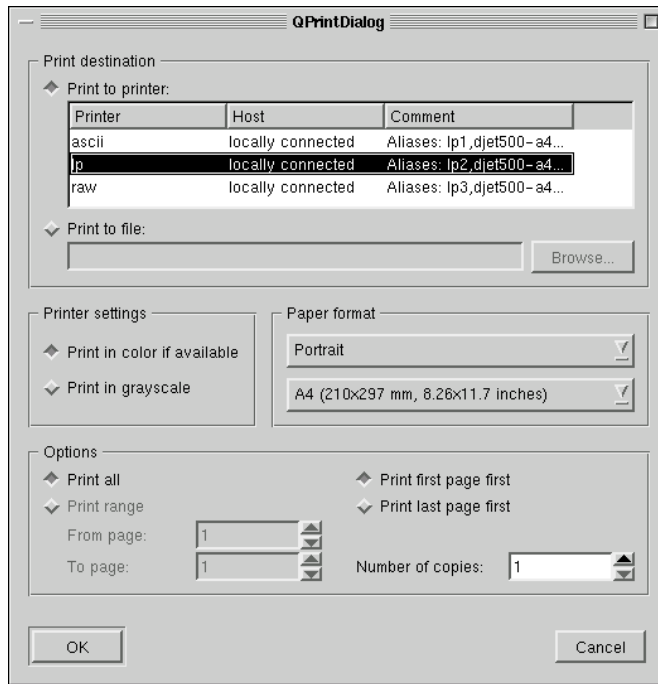 QPrintDialog
Print destination
Print to printer:
Printer Host Comment
ascii locally connected Aliases: lp1,djet500-a4...
lp locally connected Aliases: lp2,djet500-a4...
raw locally connected Aliases: lp3,djet500-a4...
Print to file:
Browse...
Printer settings
Print in color if available
Print in grayscale
Paper format
Portrait
A4 (210x297 mm, 8.26x11.7 inches)
Options
Print all
Print range
From page: 1
To page: 1
Print first page first
Print last page first
Number of copies: 1
OK
Cancel